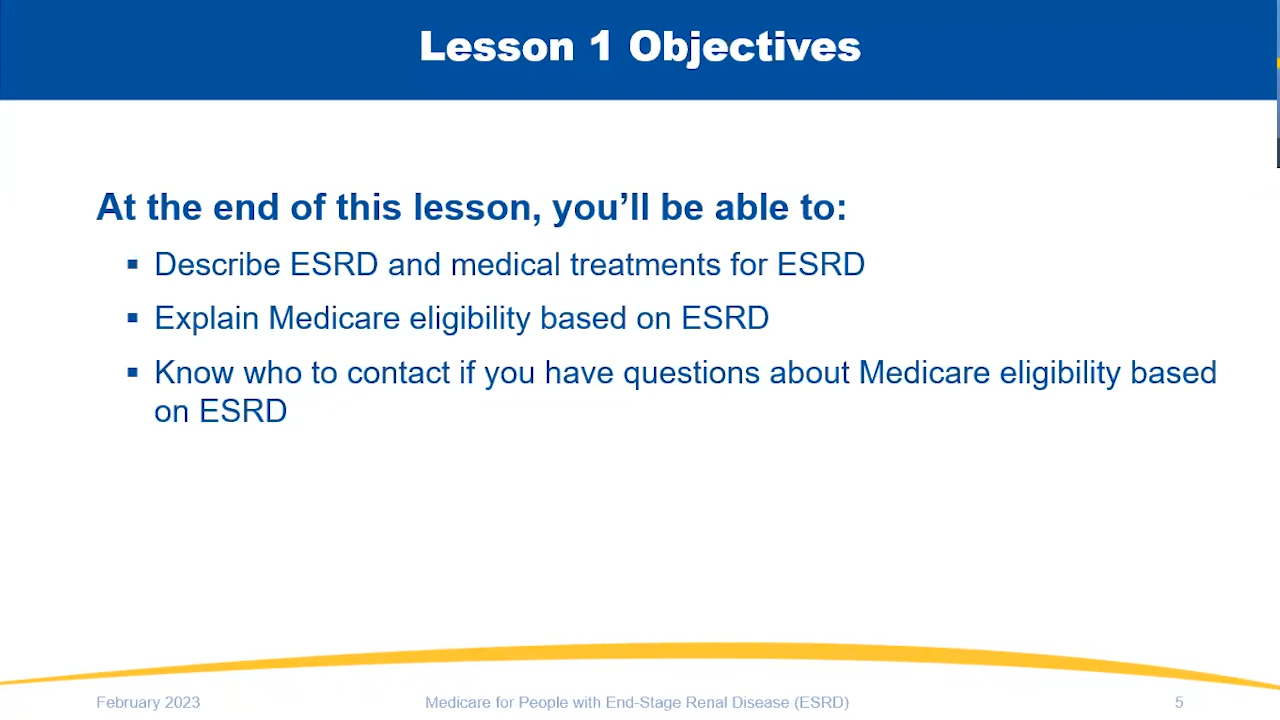 Lesson 1 Objectives
At the end of this lesson, you’ll be able to:
▪ Describe ESRD and medical treatments for ESRD
▪ Explain Medicare eligibility based on ESRD
▪ Know who to contact if you have questions about Medicare eligibility based
on ESRD
February 2023
Medicare for People with End-Stage Renal Disease (ESRD)
5